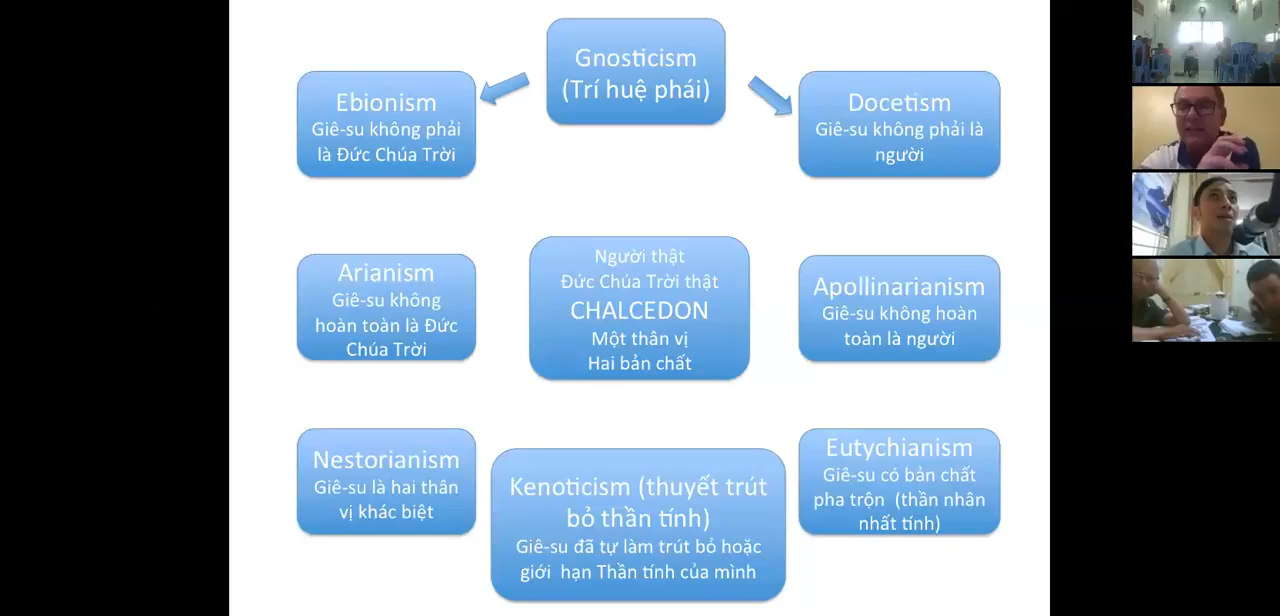 Gnosticism
(Trí huệ phái)
Ebionism
Giê-su không phải
là Đức Chúa Trời
Docetism
Giê-su không phải là
người
Arianism
Giê-su không
hoàn toàn là Đức
Chúa Trời
Người thật
Đức Chúa Trời thật
CHALCEDON
Một thân vị
Hai bản chất
Apollinarianism
Giê-su không hoàn
toàn là người
Nestorianism
Giê-su là hai thân
vị khác biệt
Kenoticism (thuyết trút
bỏ thần tính)
Giê-su đã tự làm trút bỏ hoặc
giới hạn Thần tính của mình
Eutychianism
Giê-su có bản chất
pha trộn (thần nhân
nhất tính)